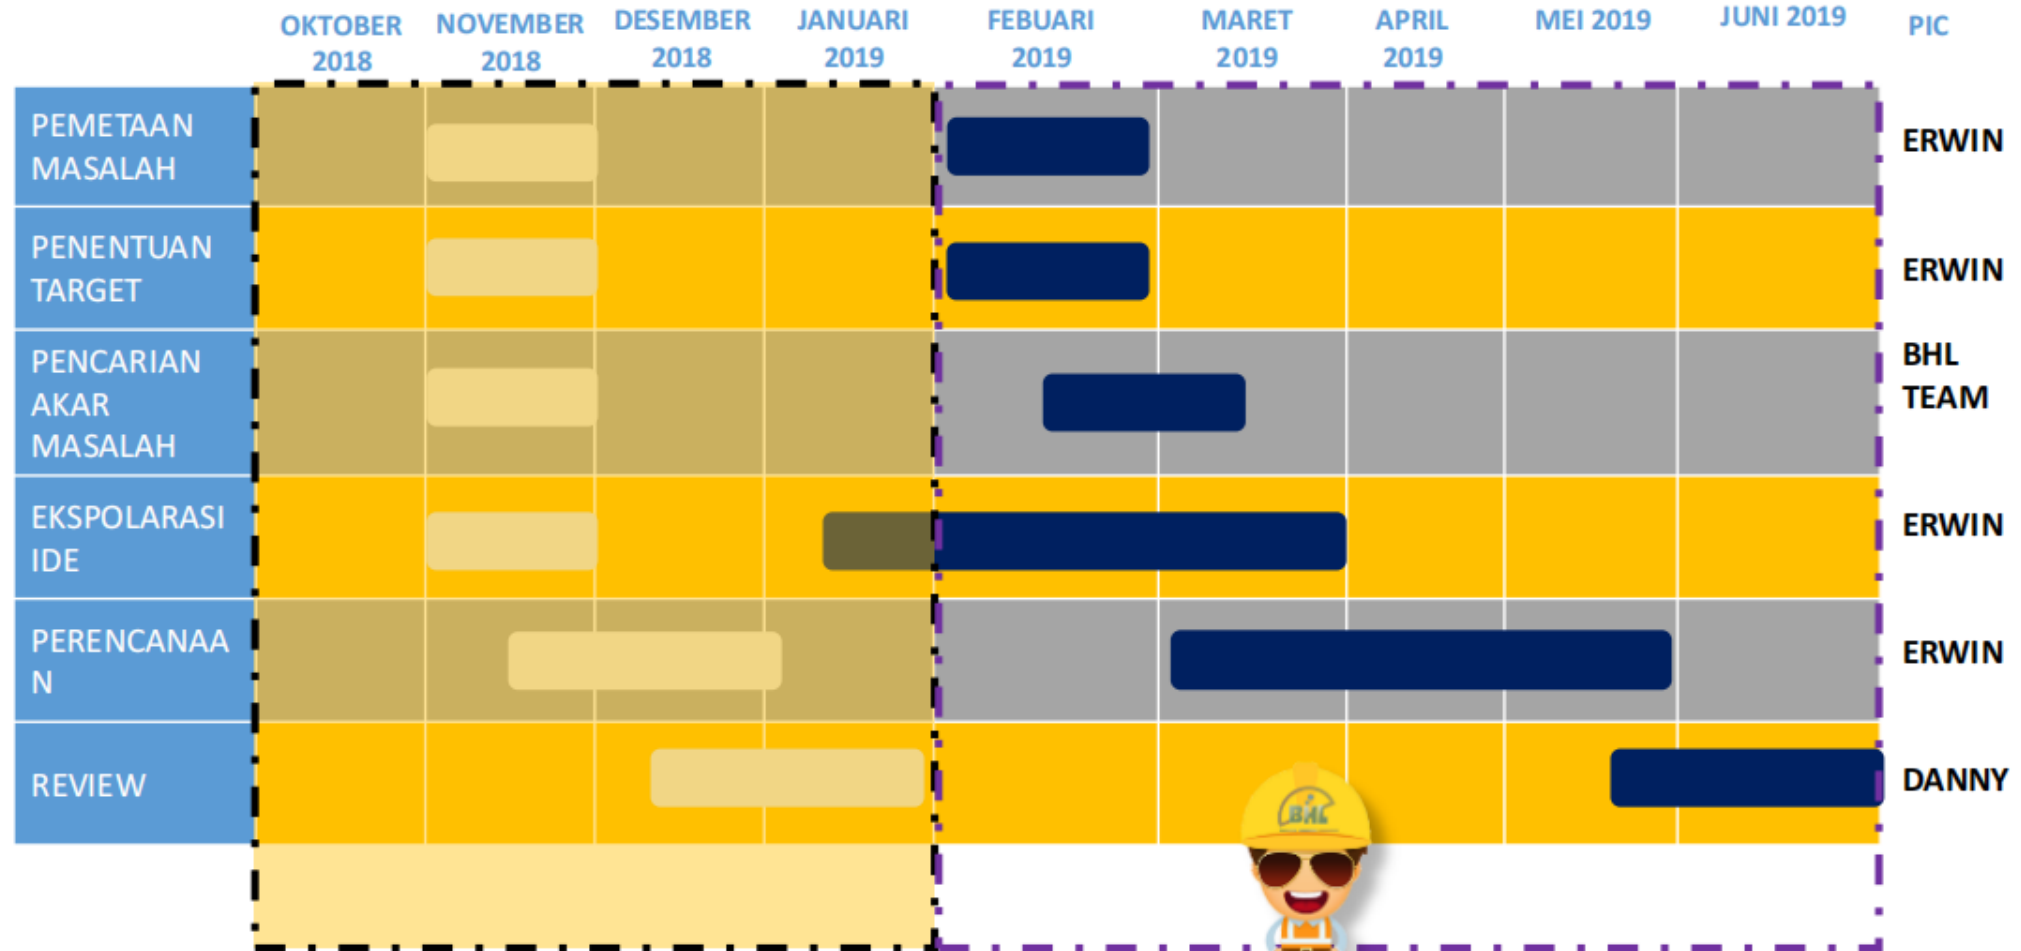 OKTOBER 2018
NOVEMBER 2018
DESEMBER 2018
JANUARI 2019
FEBUARI 2019
MARET 2019
APRIL 2019
MEI 2019
JUNI 2019
PIC
PEMETAAN
MASALAH
ERWIN
PENENTUAN
TARGET
ERWIN
PENCARIAN
AKAR
MASALAH
BHL
TEAM
EKSPOLARASI
IDE
ERWIN
PERENCANAA
N
ERWIN
REVIEW
DANNY
BHL